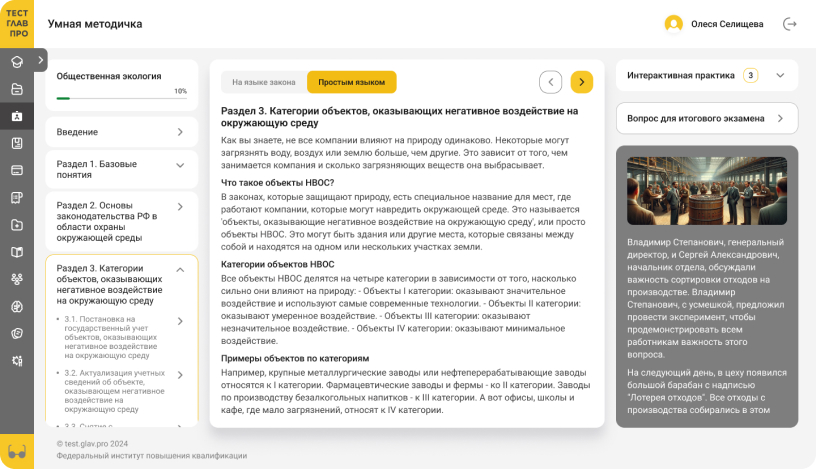 ТЕСТ
ГЛАВ
ПРО
Умная методичка
Олеся Селищева
Общественная экология
10%
Введение
Раздел 1. Базовые
понятия
Раздел 2. Основы
законодательства РФ в
области охраны
окружающей среды
Раздел 3. Категории
объектов, оказывающих
негативное воздействие
на окружающую среду
• 3.1. Постановка на
государственный учет
объектов, оказывающих
негативное воздействие
на окружающую среду
• 3.2. Актуализация учетных
сведений об объекте,
оказывающем негативное
воздействие на
окружающую среду
• 3.3. Снятие с
На языке закона
Простым языком
Раздел 3. Категории объектов, оказывающих негативное воздействие на
окружающую среду
Как вы знаете, не все компании влияют на природу одинаково. Некоторые могут
загрязнять воду, воздух или землю больше, чем другие. Это зависит от того, чем
занимается компания и сколько загрязняющих веществ она выбрасывает.
Что такое объекты НВОС?
В законах, которые защищают природу, есть специальное название для мест, где
работают компании, которые могут навредить окружающей среде. Это называется
'объекты, оказывающие негативное воздействие на окружающую среду', или просто
объекты НВОС. Это могут быть здания или другие места, которые связаны между
собой и находятся на одном или нескольких участках земли.
Категории объектов НВОС
Все объекты НВОС делятся на четыре категории в зависимости от того, насколько
сильно они влияют на природу: - Объекты I категории: оказывают значительное
воздействие и используют самые современные технологии. - Объекты II категории:
оказывают умеренное воздействие. - Объекты III категории: оказывают
незначительное воздействие. - Объекты IV категории: оказывают минимальное
воздействие.
Примеры объектов по категориям
Например, крупные металлургические заводы или нефтеперерабатывающие заводы
относятся к I категории. Фармацевтические заводы и фермы - ко II категории. Заводы
по производству безалкогольных напитков - к III категории. А вот офисы, школы и
кафе, где мало загрязнений, относят к IV категории.
Интерактивная практика 3
Вопрос для итогового экзамена
Владимир Степанович, генеральный
директор, и Сергей Александрович,
начальник отдела, обсуждали
важность сортировки отходов на
производстве. Владимир
Степанович, с усмешкой, предложил
провести эксперимент, чтобы
продемонстрировать всем
работникам важность этого
вопроса.
На следующий день, в цеху появился
большой барабан с надписью
"Лотерея отходов". Все отходы с
производства собирались в этом
© test.glav.pro 2024
Федеральный институт повышения квалификации